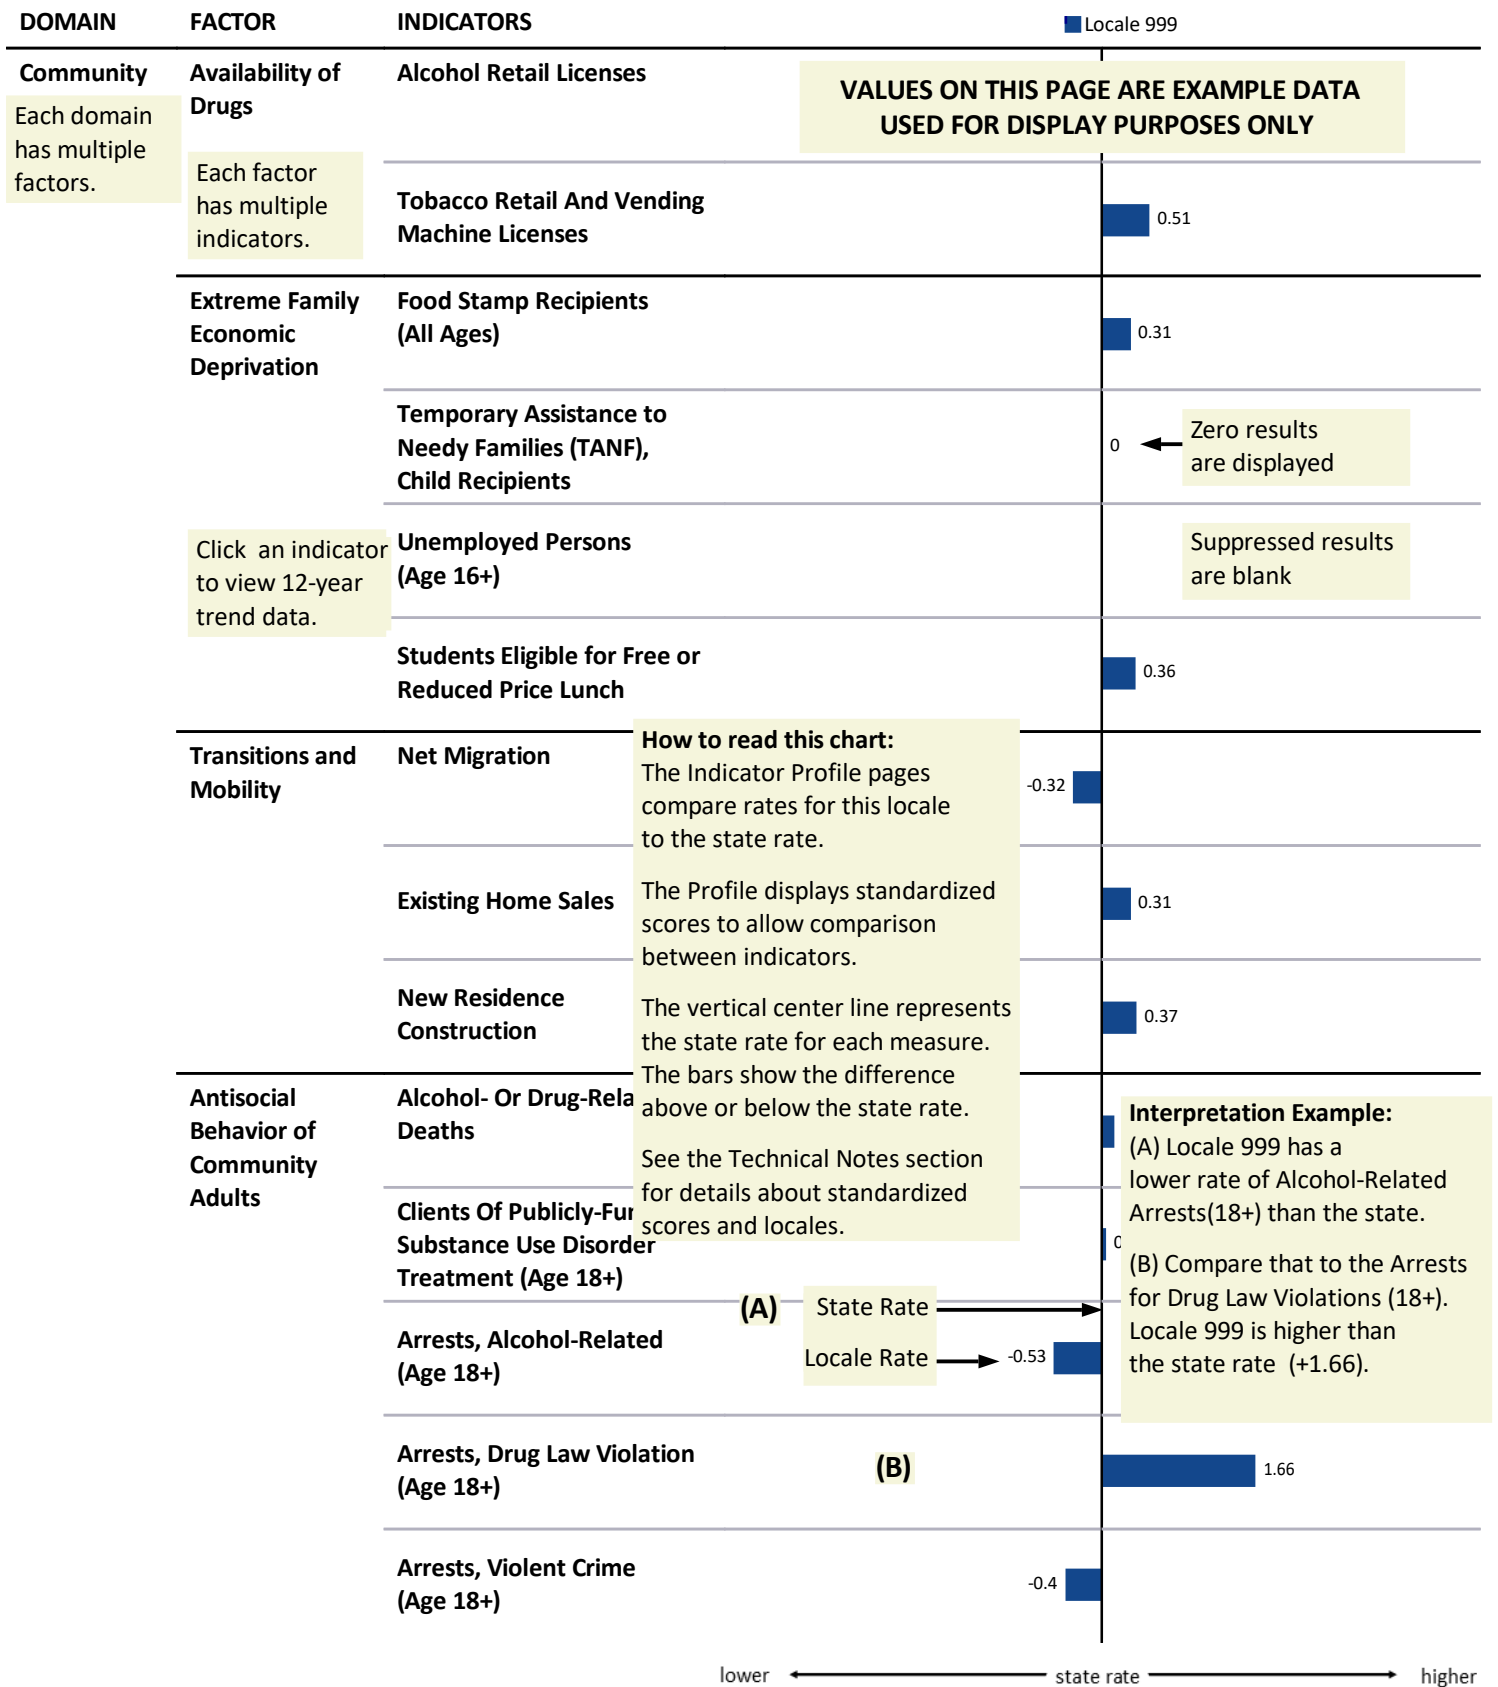 DOMAIN FACTOR INDICATORS Locale 999
Community
Each domain
has multiple
factors.
Availability of
Drugs
Each factor
has multiple
indicators.
Alcohol Retail Licenses
VALUES ON THIS PAGE ARE EXAMPLE DATA
USED FOR DISPLAY PURPOSES ONLY
Tobacco Retail And Vending
Machine Licenses
0.51
Extreme Family
Economic
Deprivation
Food Stamp Recipients
(All Ages)
0.31
Temporary Assistance to
Needy Families (TANF),
Child Recipients
0
Zero results
are displayed
Click an indicator
to view 12-year
trend data.
Unemployed Persons
(Age 16+)
Suppressed results
are blank
Students Eligible for Free or
Reduced Price Lunch
0.36
Transitions and
Mobility
Net Migration
-0.32
How to read this chart:
The Indicator Profile pages
compare rates for this locale
to the state rate.
The Profile displays standardized
scores to allow comparison
between indicators.
The vertical center line represents
the state rate for each measure.
The bars show the difference
above or below the state rate.
See the Technical Notes section
for details about standardized
scores and locales.
Existing Home Sales
0.31
New Residence
Construction
0.37
Antisocial
Behavior of
Community
Adults
Alcohol- Or Drug-Rela
Deaths
Interpretation Example:
(A) Locale 999 has a
lower rate of Alcohol-Related
Arrests(18+) than the state.
(B) Compare that to the Arrests
for Drug Law Violations (18+).
Locale 999 is higher than
the state rate (+1.66).
Clients Of Publicly-Fu
Substance Use Disorder
Treatment (Age 18+)
(A) State Rate
Locale Rate
Arrests, Alcohol-Related
(Age 18+)
-0.53
Arrests, Drug Law Violation
(Age 18+)
(B)
1.66
Arrests, Violent Crime
(Age 18+)
-0.4
lower state rate higher